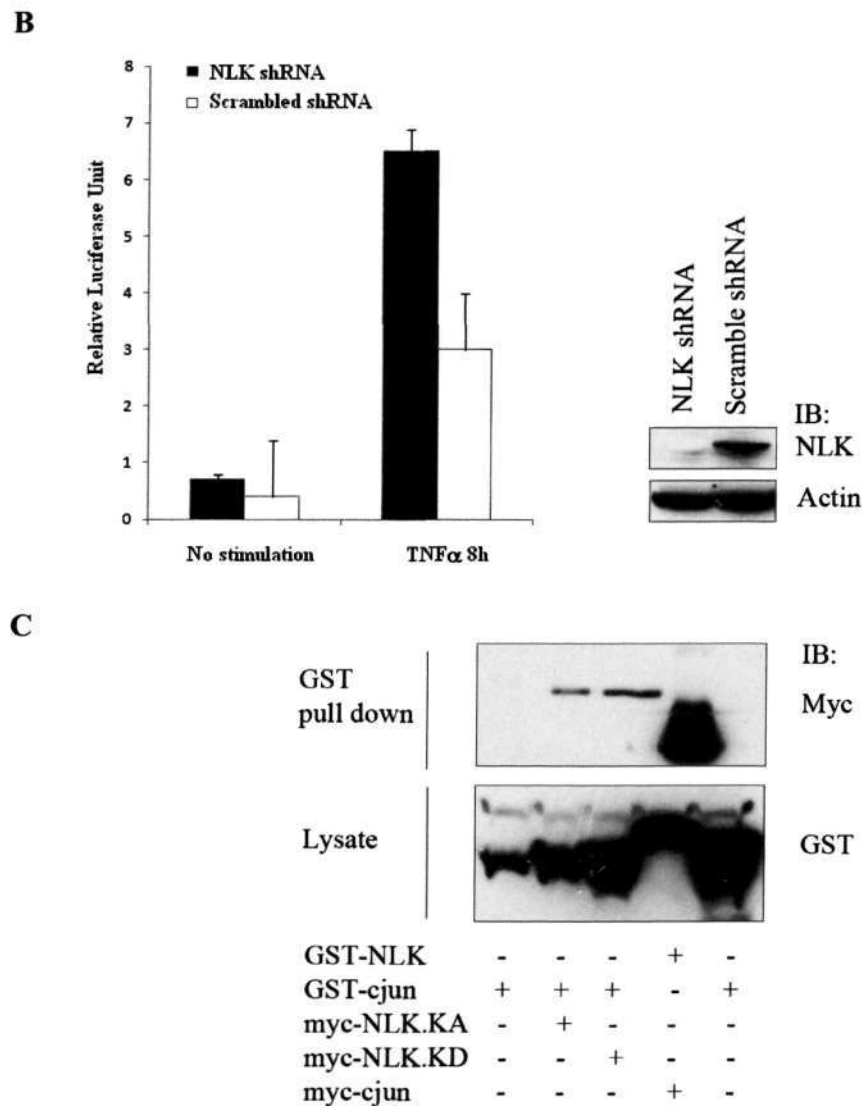 B
8
7
6
5
4
3
2
1
0
Relative Luciferase Unit
NLK shRNA
Scrambled shRNA
No stimulation
TNFα 8h
NLK shRNA
Scramble shRNA
IB:
NLK
Actin
C
GST
pull down
IB:
Myc
Lysate
GST
GST-NLK - - - + -
GST-cjun + + + - +
myc-NLK.KA - + - - -
myc-NLK.KD - - + - -
myc-cjun - - - + -